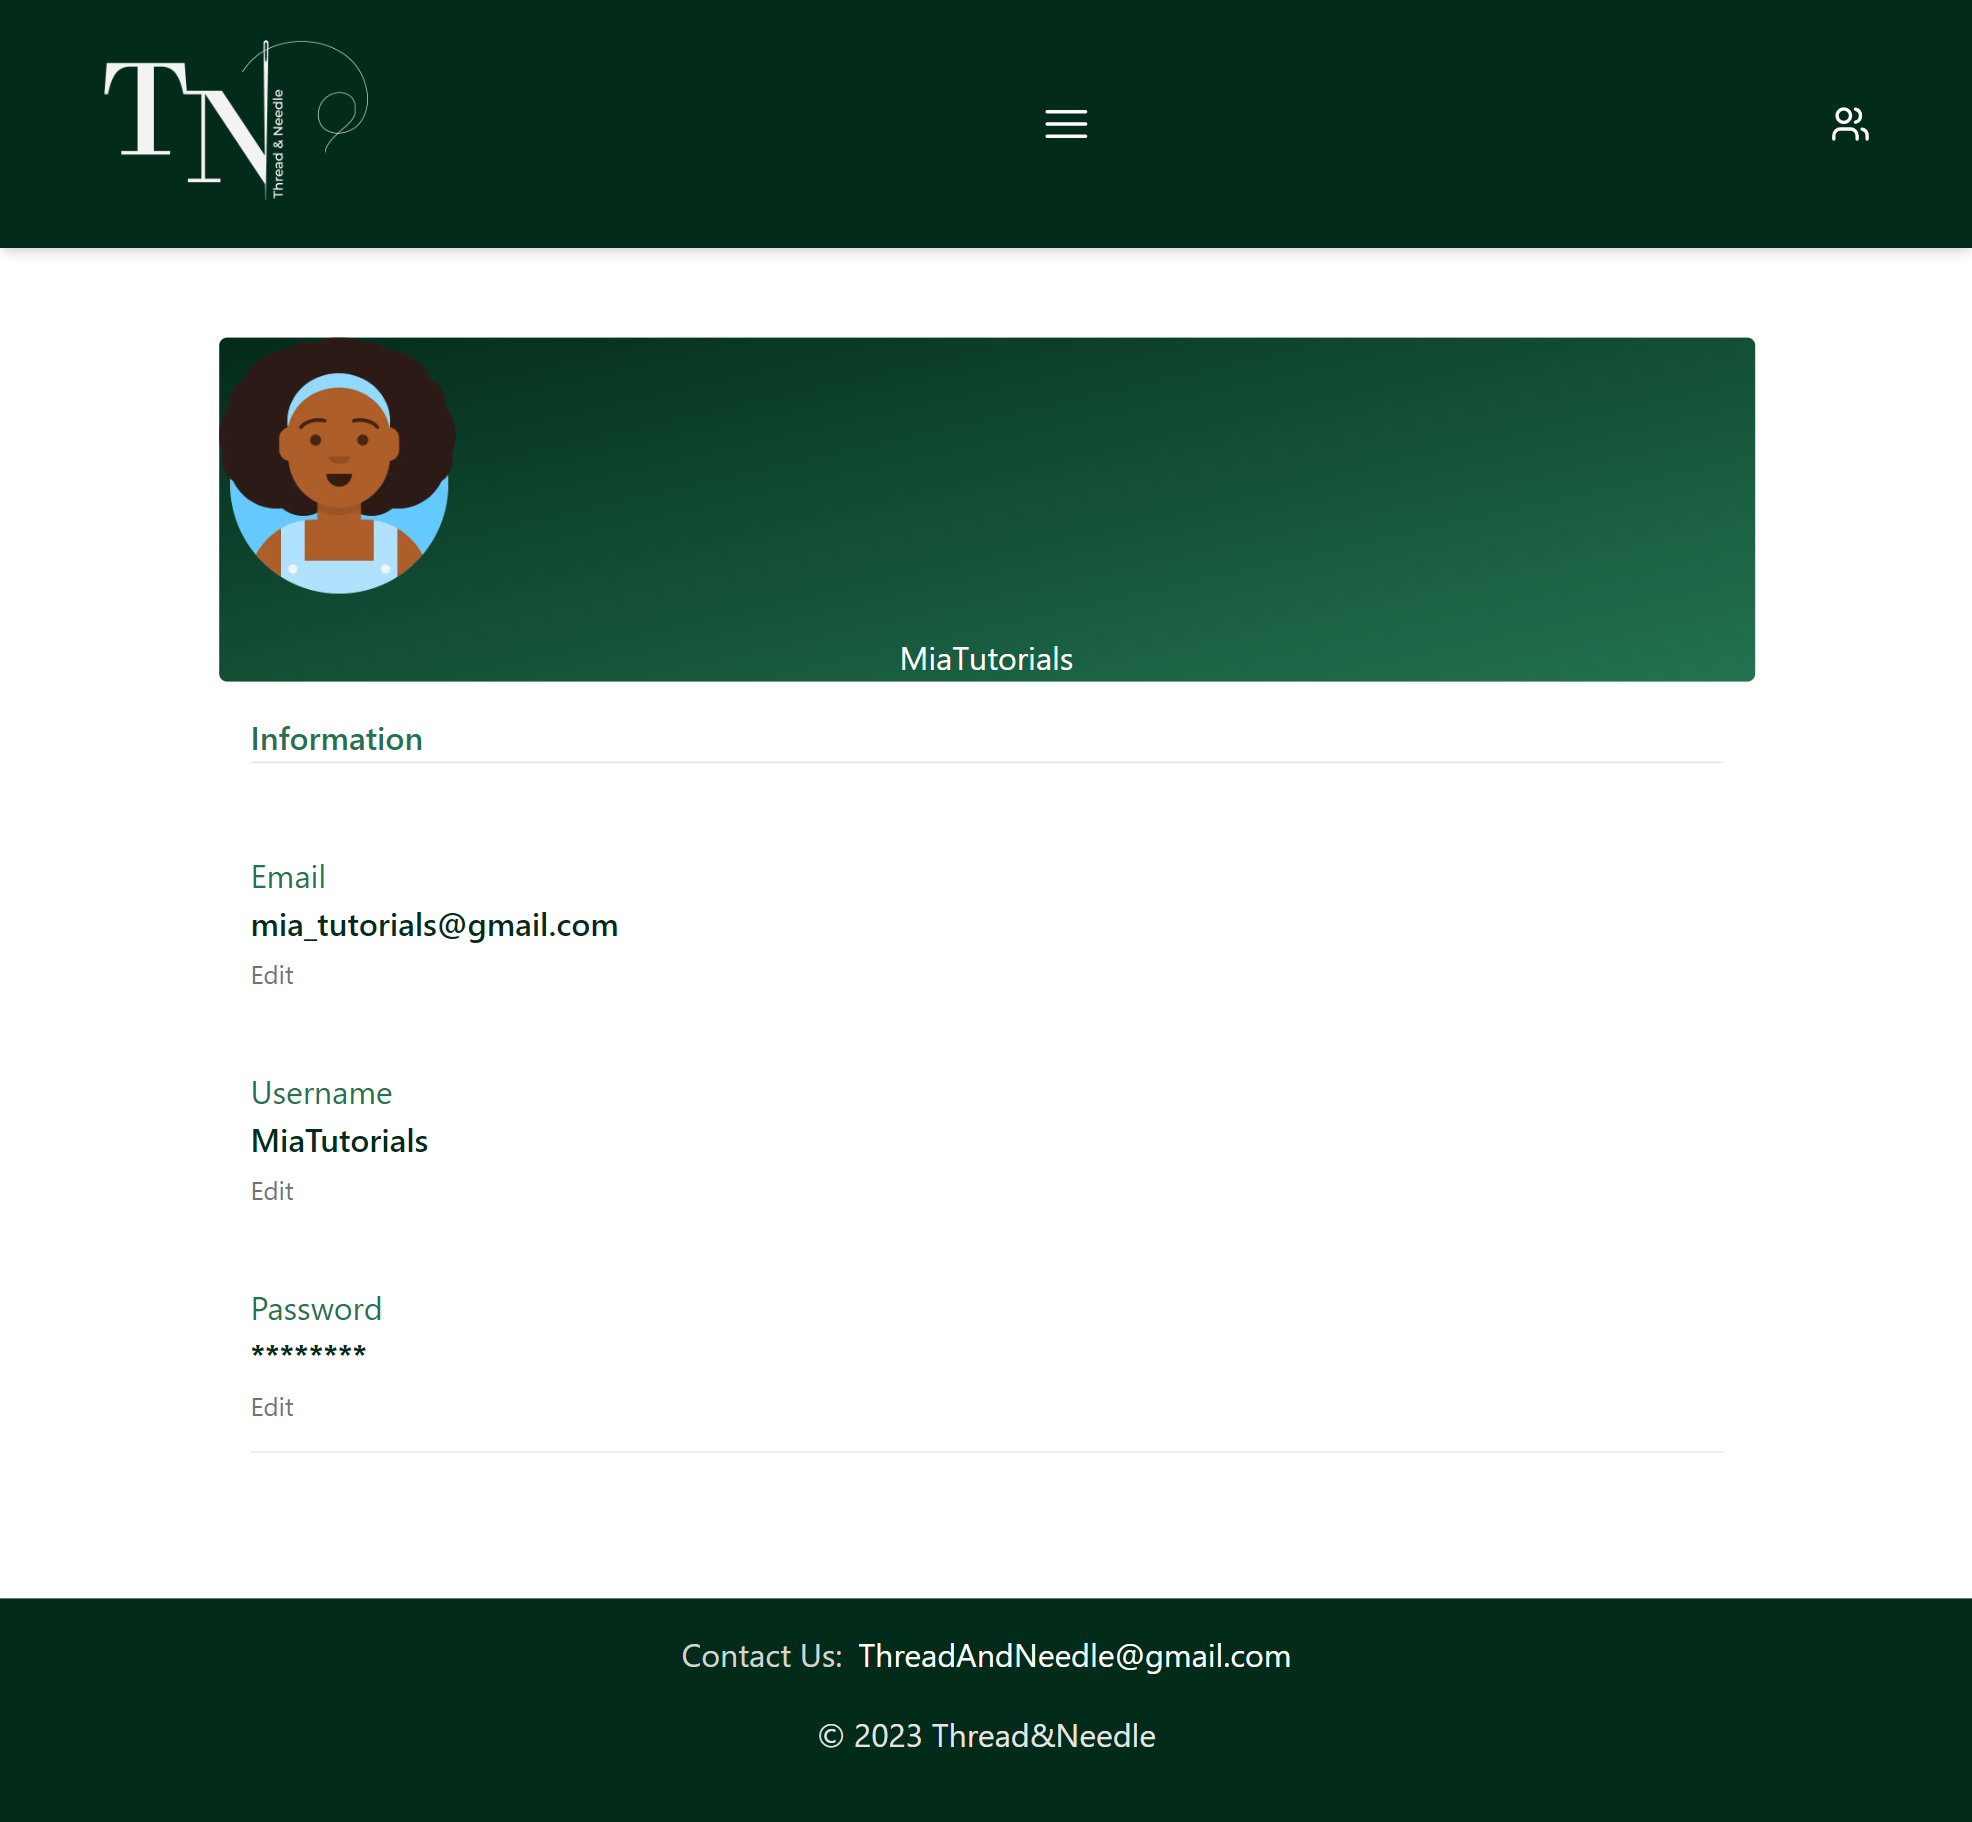 TN
Thread & Needle
MiaTutorials
Information
Email
mia_tutorials@gmail.com
Edit
Username
MiaTutorials
Edit
Password
********
Edit
Contact Us: ThreadAndNeedle@gmail.com
© 2023 Thread&Needle